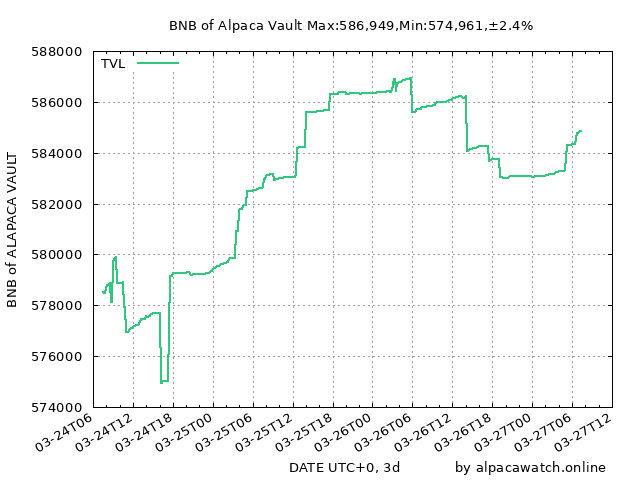 BNB of Alpaca Vault Max:586,949,Min:574,961,±2.4%
TVL
588000
586000
584000
582000
580000
578000
576000
574000
BNB of ALAPACA VAULT
03-24T06
03-24T12
03-24T18
03-25T00
03-25T06
03-25T12
03-25T18
03-26T00
03-26T06
03-26T12
03-26T18
03-27T00
03-27T06
03-27T12
DATE UTC+0, 3d
by alpacawatch.online